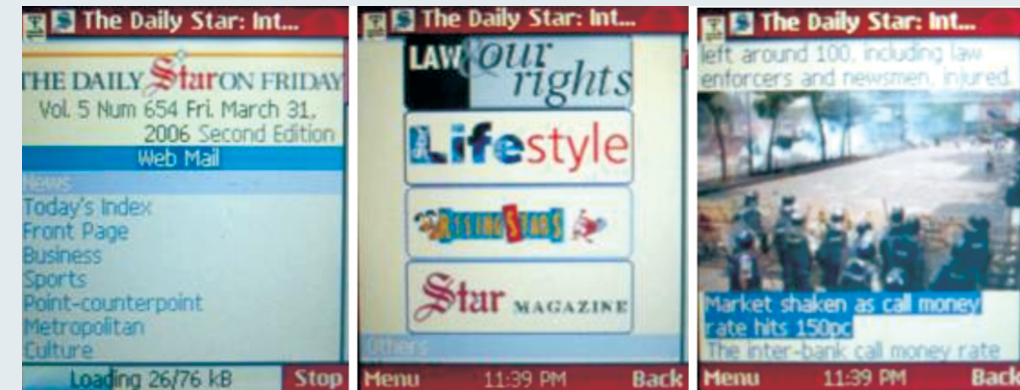 The Daily Star: Int...
THE DAILY Star ON FRIDAY
Vol. 5 Num 654 Fri. March 31,
2006 Second Edition
Web Mail
News
Today's Index
Front Page
Business
Sports
Point-counterpoint
Metropolitan
Culture
Loading 26/76 kB Stop
The Daily Star: Int...
LAW & our
rights
Star Lifestyle
RISING STARS
Star MAGAZINE
Others
Menu 11:39 PM Back
The Daily Star: Int...
left around 100, including law
enforcers and newsmen, injured.
Market shaken as call money
rate hits 150pc
The inter-bank call money rate
Menu 11:39 PM Back